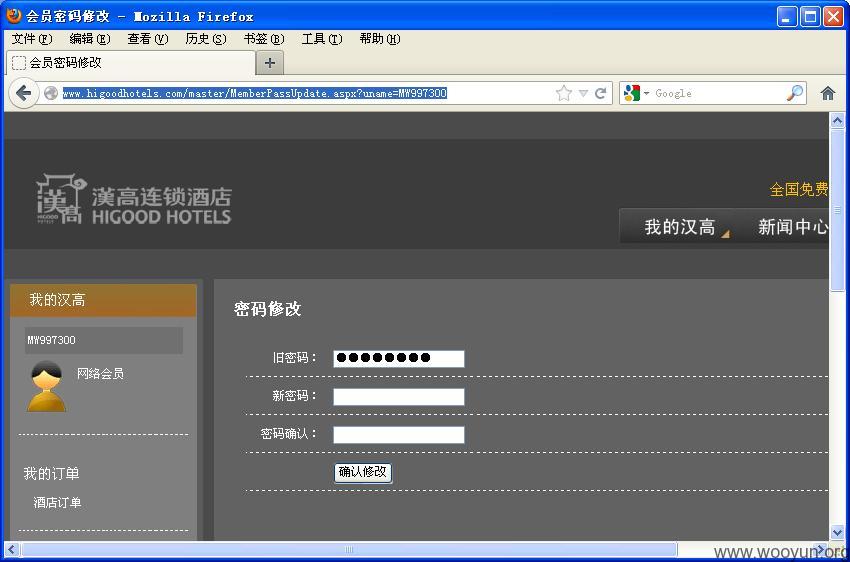 会员密码修改 - Mozilla Firefox
文件(F) 编辑(E) 查看(V) 历史(S) 书签(B) 工具(T) 帮助(H)
会员密码修改
www.higoodhotels.com/master/MemberPassUpdate.aspx?uname=MW997300
Google
漢高
HIGOOD HOTELS
漢高连锁酒店
HIGOOD HOTELS
全国免费
我的汉高 新闻中心
我的汉高
MW997300
网络会员
我的订单
酒店订单
密码修改
旧密码：
新密码：
密码确认：
确认修改
www.wooyun.org